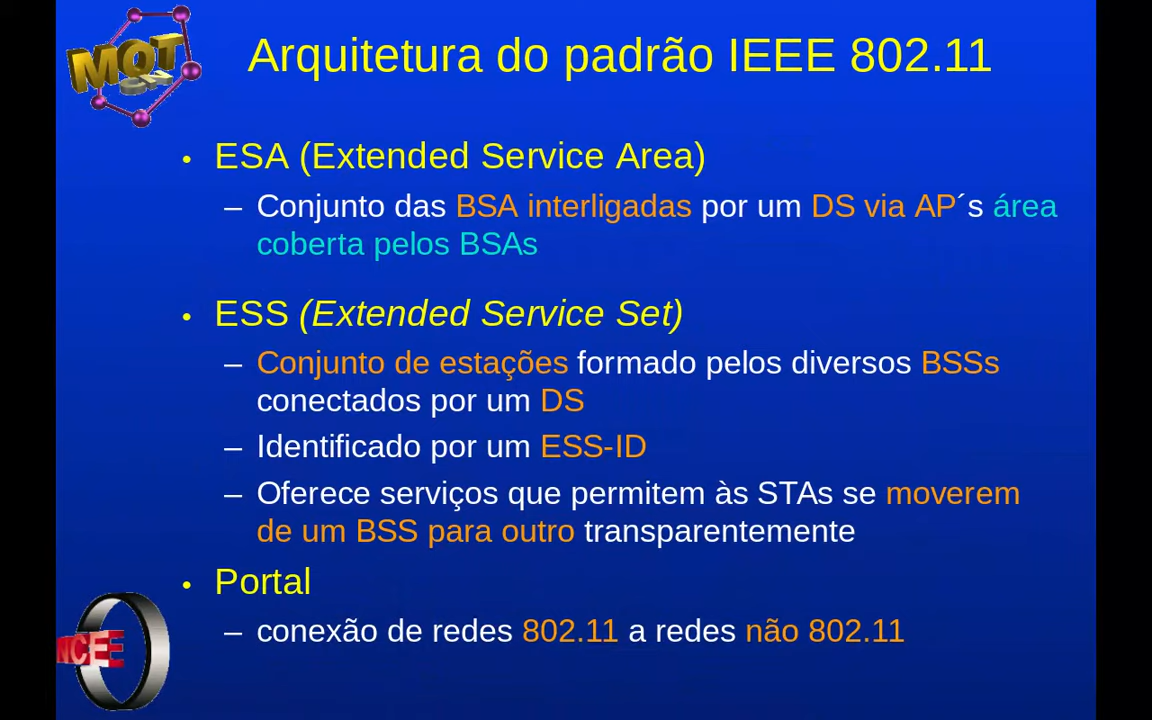 MQT
Arquitetura do padrão IEEE 802.11
• ESA (Extended Service Area)
– Conjunto das BSA interligadas por um DS via AP´s área
coberta pelos BSAs
• ESS (Extended Service Set)
– Conjunto de estações formado pelos diversos BSSs
conectados por um DS
– Identificado por um ESS-ID
– Oferece serviços que permitem às STAs se moverem
de um BSS para outro transparentemente
• Portal
– conexão de redes 802.11 a redes não 802.11